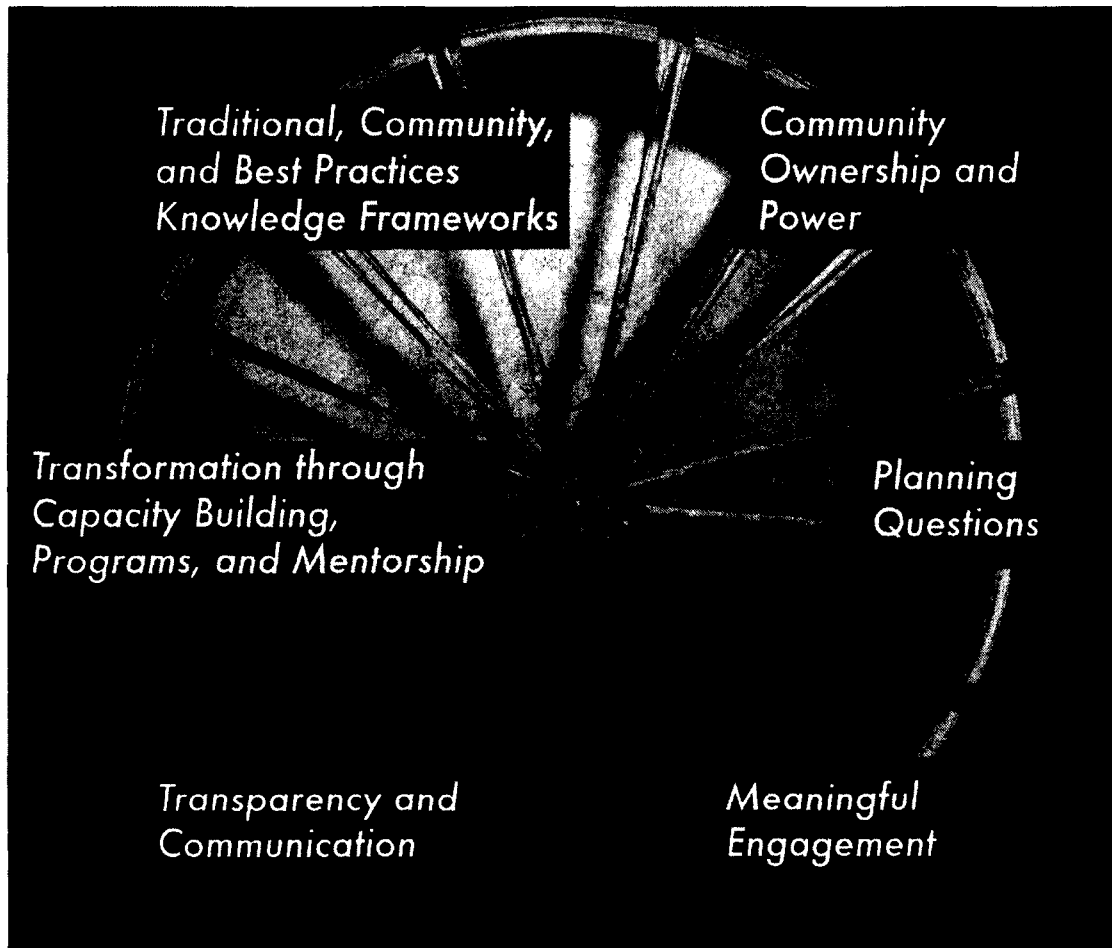 Traditional, Community,
and Best Practices
Knowledge Frameworks
Community
Ownership and
Power
Transformation through
Capacity Building,
Programs, and Mentorship
Planning
Questions
Transparency and
Communication
Meaningful
Engagement